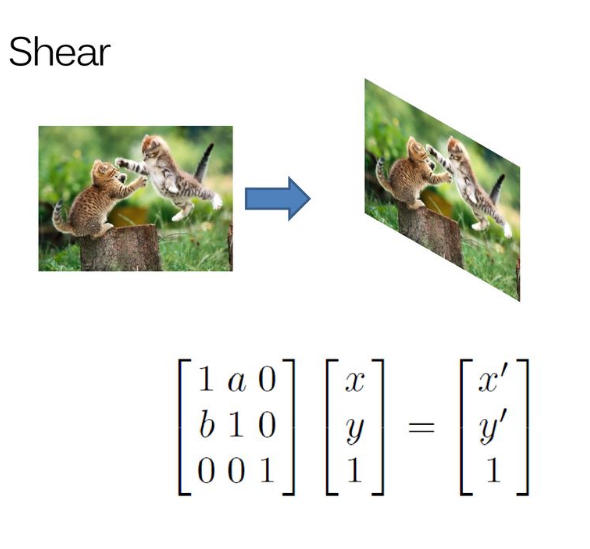 Shear
1 a 0 x x′
b 1 0 y = y′
0 0 1 1 1